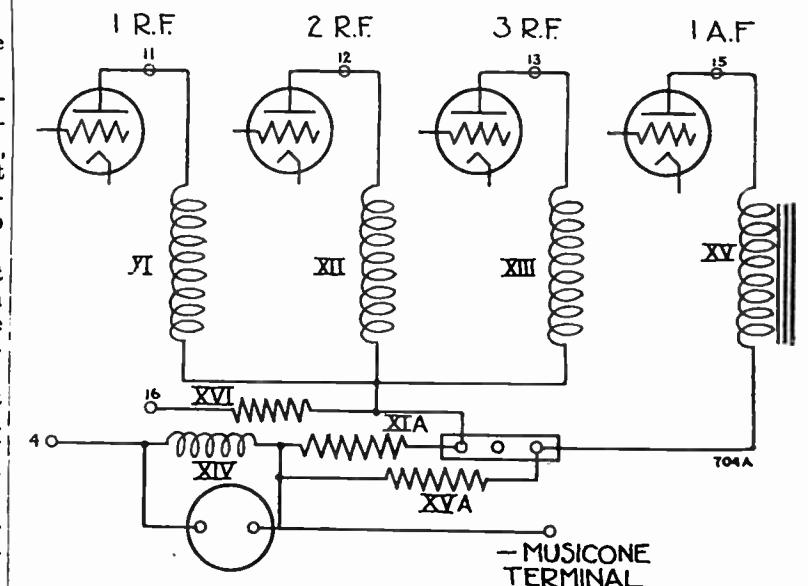 1 R.F. 2 R.F. 3 R.F. 1 A.F
11 12 13 15
XI XII XIII XV
16 XVI XIA
4 XIV XVA 704A
— MUSICONE
TERMINAL